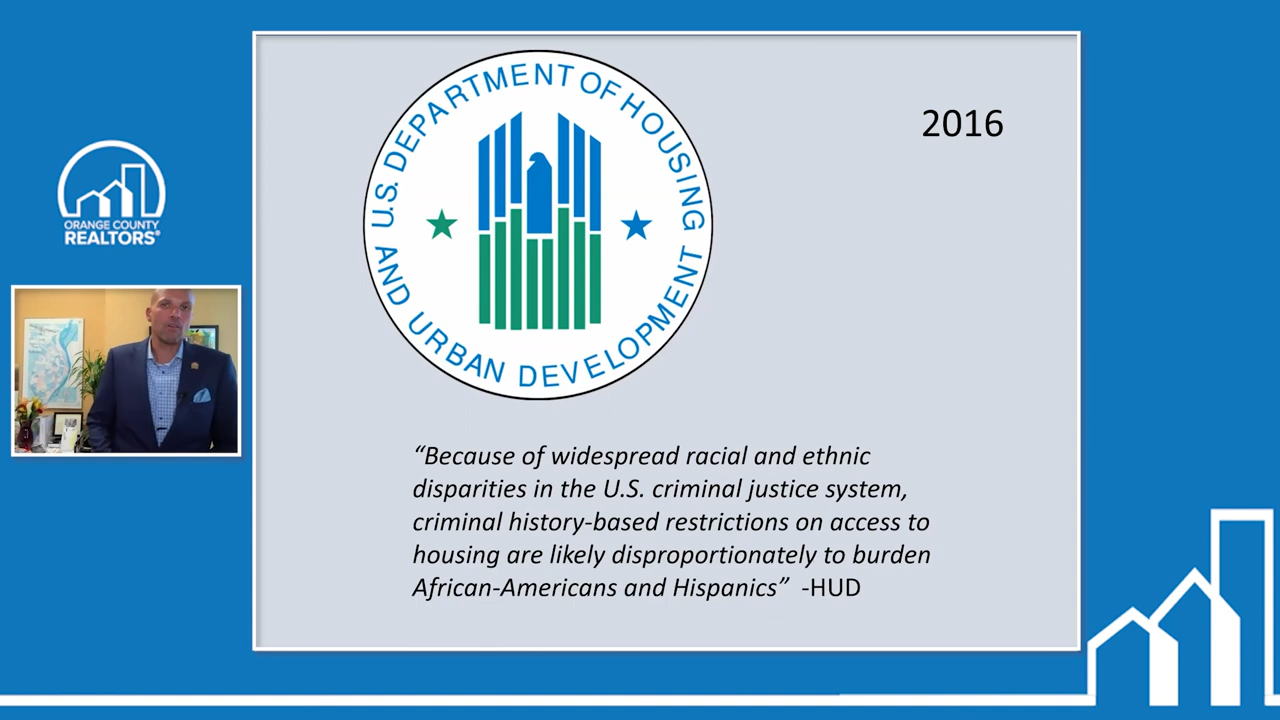 ORANGE COUNTY
REALTORS®
U.S. DEPARTMENT OF HOUSING
AND URBAN DEVELOPMENT
2016
“Because of widespread racial and ethnic
disparities in the U.S. criminal justice system,
criminal history-based restrictions on access to
housing are likely disproportionately to burden
African-Americans and Hispanics” -HUD